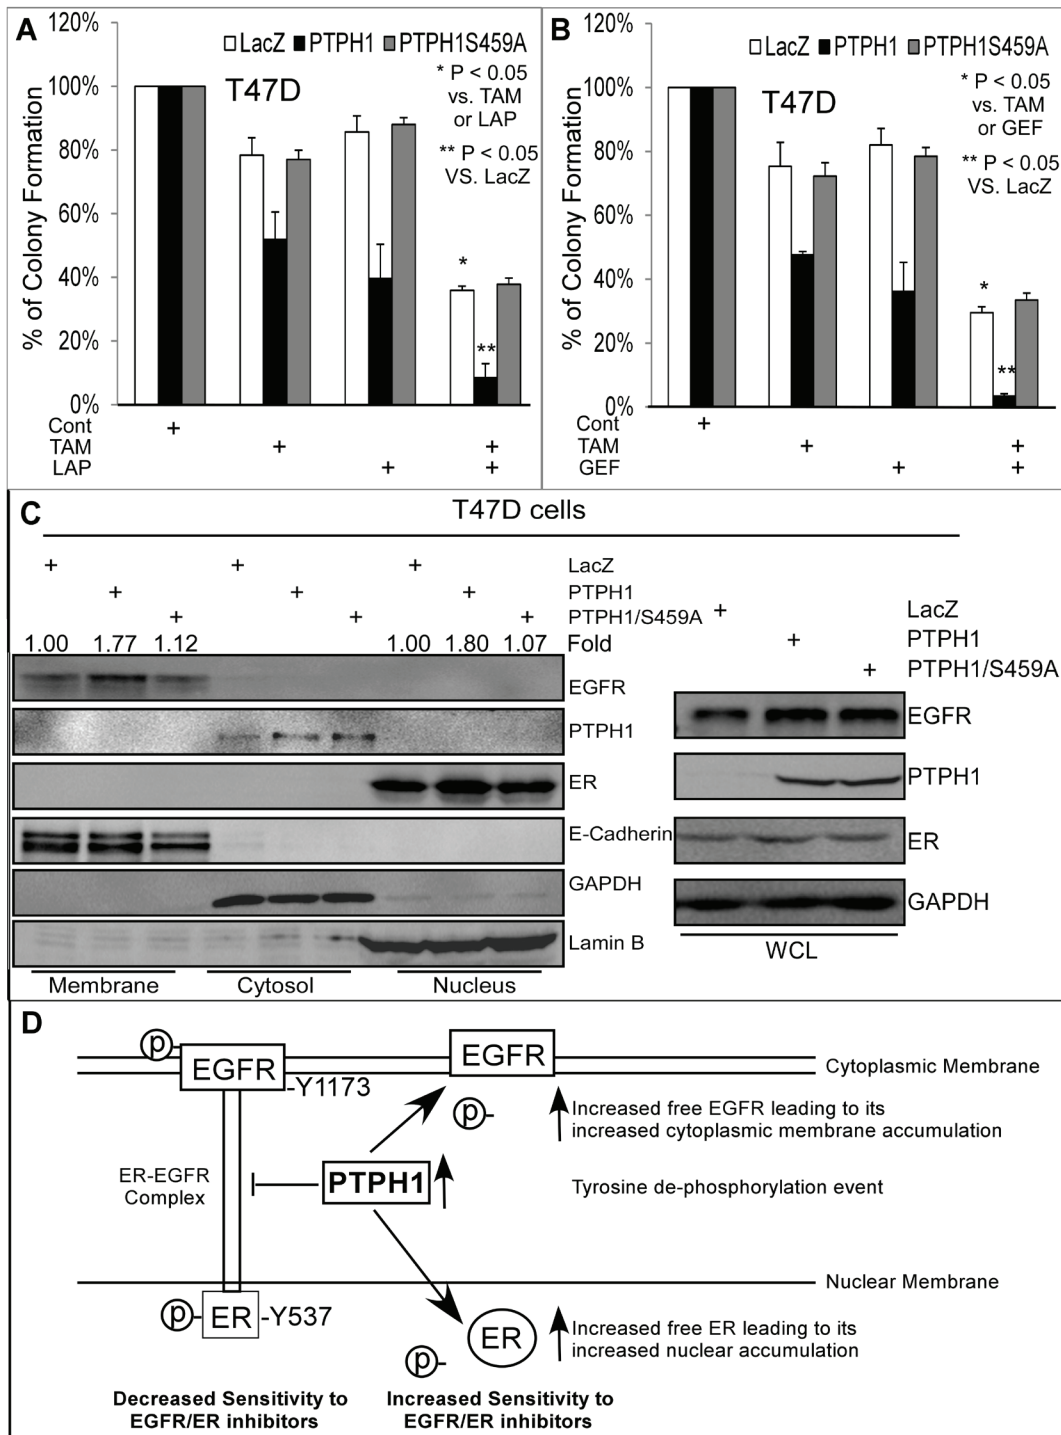 A
120%
100%
80%
60%
40%
20%
0%
% of Colony Formation
LacZ PTPH1 PTPH1S459A
T47D
* P < 0.05
vs. TAM
or LAP
** P < 0.05
VS. LacZ
*
**
Cont +
TAM + +
LAP + +
B
120%
100%
80%
60%
40%
20%
0%
% of Colony Formation
LacZ PTPH1 PTPH1S459A
T47D
* P < 0.05
vs. TAM
or GEF
** P < 0.05
VS. LacZ
*
**
Cont +
TAM + +
GEF + +
C
T47D cells
+ + + LacZ
+ + + PTPH1
+ + + PTPH1/S459A
1.00 1.77 1.12 1.00 1.80 1.07 Fold
EGFR
PTPH1
ER
E-Cadherin
GAPDH
Lamin B
Membrane Cytosol Nucleus
+ LacZ
+ PTPH1
+ PTPH1/S459A
EGFR
PTPH1
ER
GAPDH
WCL
D
p EGFR -Y1173
EGFR
p-
Cytoplasmic Membrane
Increased free EGFR leading to its
increased cytoplasmic membrane accumulation
ER-EGFR
Complex
PTPH1
Tyrosine de-phosphorylation event
Nuclear Membrane
p- ER -Y537
ER
p-
Increased free ER leading to its
increased nuclear accumulation
Decreased Sensitivity to
EGFR/ER inhibitors
Increased Sensitivity to
EGFR/ER inhibitors